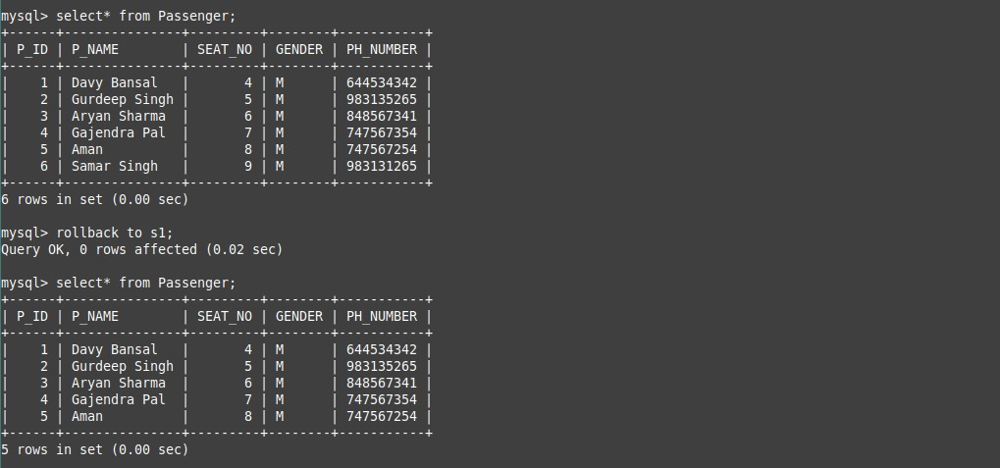 mysql> select* from Passenger;
+------+---------------+---------+--------+-----------+
| P_ID | P_NAME        | SEAT_NO | GENDER | PH_NUMBER |
+------+---------------+---------+--------+-----------+
|    1 | Davy Bansal   |       4 | M      | 644534342 |
|    2 | Gurdeep Singh |       5 | M      | 983135265 |
|    3 | Aryan Sharma  |       6 | M      | 848567341 |
|    4 | Gajendra Pal  |       7 | M      | 747567354 |
|    5 | Aman          |       8 | M      | 747567254 |
|    6 | Samar Singh   |       9 | M      | 983131265 |
+------+---------------+---------+--------+-----------+
6 rows in set (0.00 sec)
mysql> rollback to s1;
Query OK, 0 rows affected (0.02 sec)
mysql> select* from Passenger;
+------+---------------+---------+--------+-----------+
| P_ID | P_NAME        | SEAT_NO | GENDER | PH_NUMBER |
+------+---------------+---------+--------+-----------+
|    1 | Davy Bansal   |       4 | M      | 644534342 |
|    2 | Gurdeep Singh |       5 | M      | 983135265 |
|    3 | Aryan Sharma  |       6 | M      | 848567341 |
|    4 | Gajendra Pal  |       7 | M      | 747567354 |
|    5 | Aman          |       8 | M      | 747567254 |
+------+---------------+---------+--------+-----------+
5 rows in set (0.00 sec)